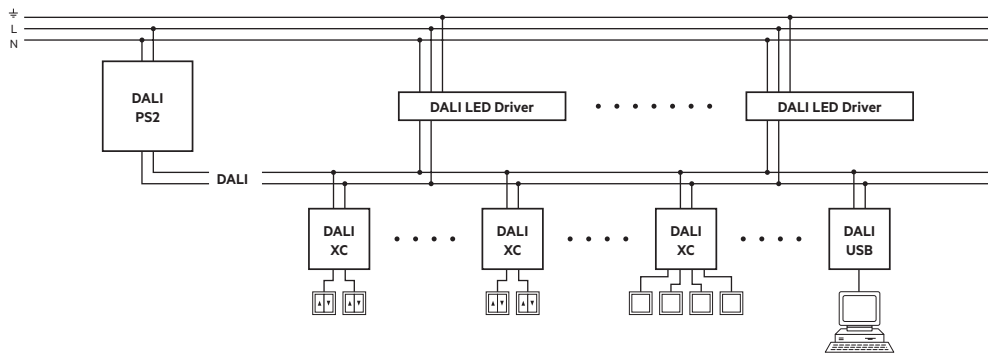 ⏚
L
N
DALI
PS2
DALI LED Driver
DALI LED Driver
DALI
DALI
XC
DALI
XC
DALI
XC
DALI
USB